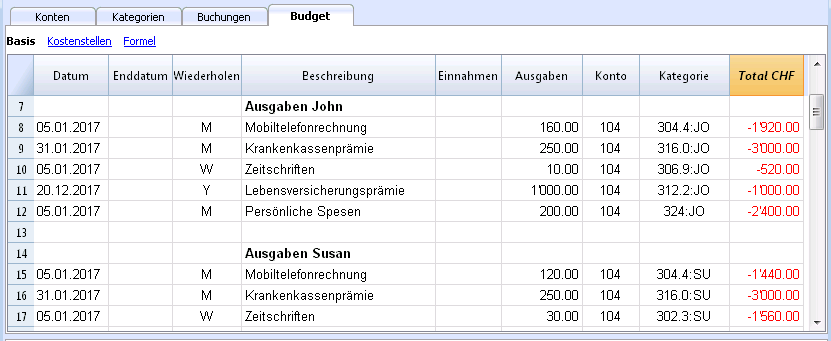 Konten Kategorien Buchungen Budget
Basis Kostenstellen Formel
Datum Enddatum Wiederholen Beschreibung Einnahmen Ausgaben Konto Kategorie Total CHF
7 Ausgaben John
8 05.01.2017 M Mobiltelefonrechnung 160.00 104 304.4:JO -1'920.00
9 31.01.2017 M Krankenkassenprämie 250.00 104 316.0:JO -3'000.00
10 05.01.2017 W Zeitschriften 10.00 104 306.9:JO -520.00
11 20.12.2017 Y Lebensversicherungsprämie 1'000.00 104 312.2:JO -1'000.00
12 05.01.2017 M Persönliche Spesen 200.00 104 324:JO -2'400.00
13
14 Ausgaben Susan
15 05.01.2017 M Mobiltelefonrechnung 120.00 104 304.4:SU -1'440.00
16 31.01.2017 M Krankenkassenprämie 250.00 104 316.0:SU -3'000.00
17 05.01.2017 W Zeitschriften 30.00 104 302.3:SU -1'560.00